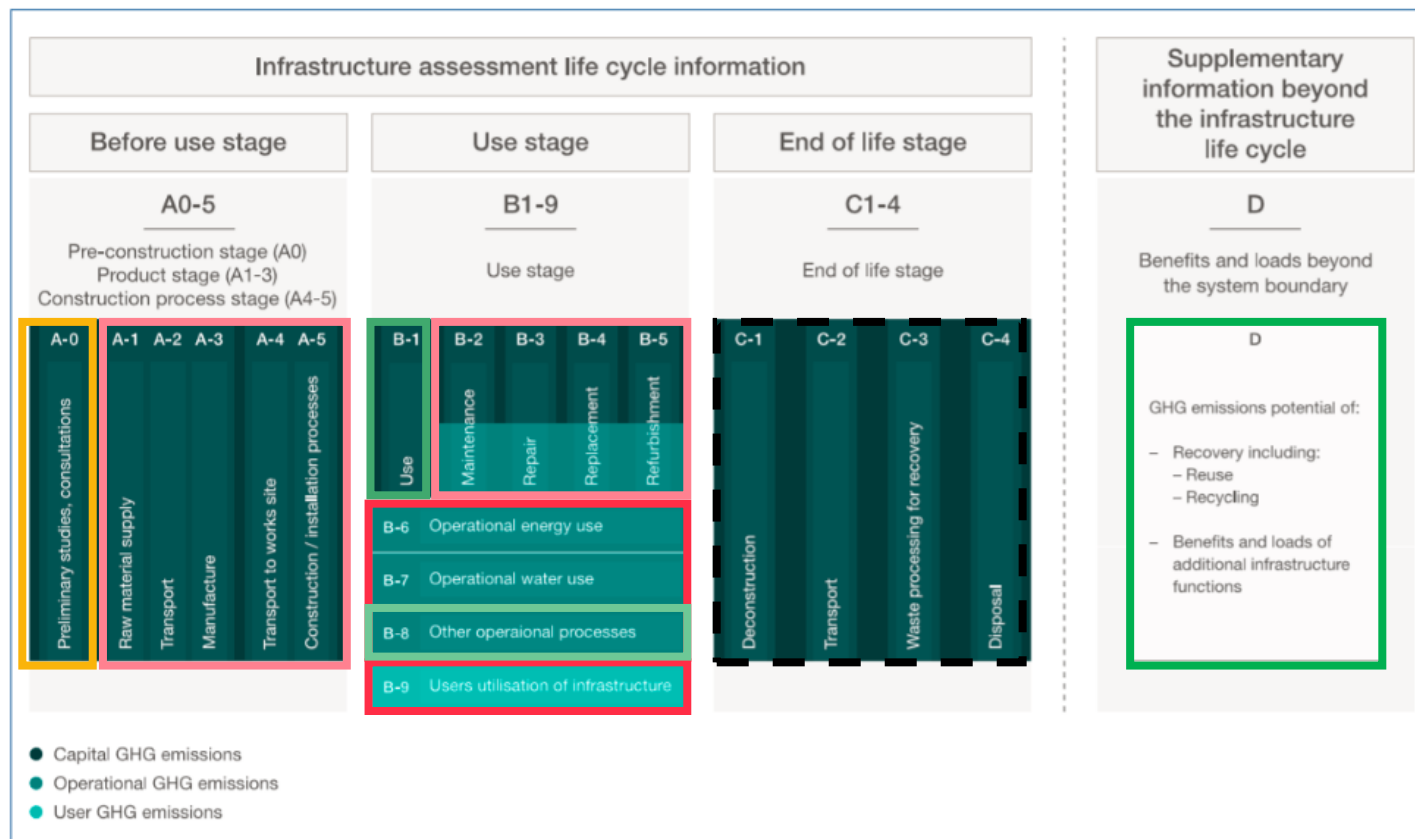 Infrastructure assessment life cycle information
Supplementary
information beyond
the infrastructure
life cycle
Before use stage
Use stage
End of life stage
A0-5
Pre-construction stage (A0)
Product stage (A1-3)
Construction process stage (A4-5)
B1-9
Use stage
C1-4
End of life stage
D
Benefits and loads beyond
the system boundary
A-0
Preliminary studies, consultations
A-1
Raw material supply
A-2
Transport
A-3
Manufacture
A-4
Transport to works site
A-5
Construction / installation processes
B-1
Use
B-2
Maintenance
B-3
Repair
B-4
Replacement
B-5
Refurbishment
B-6 Operational energy use
B-7 Operational water use
B-8 Other operaional processes
B-9 Users utilisation of infrastructure
C-1
Deconstruction
C-2
Transport
C-3
Waste processing for recovery
C-4
Disposal
D
GHG emissions potential of:
– Recovery including:
– Reuse
– Recycling
– Benefits and loads of
additional infrastructure
functions
Capital GHG emissions
Operational GHG emissions
User GHG emissions